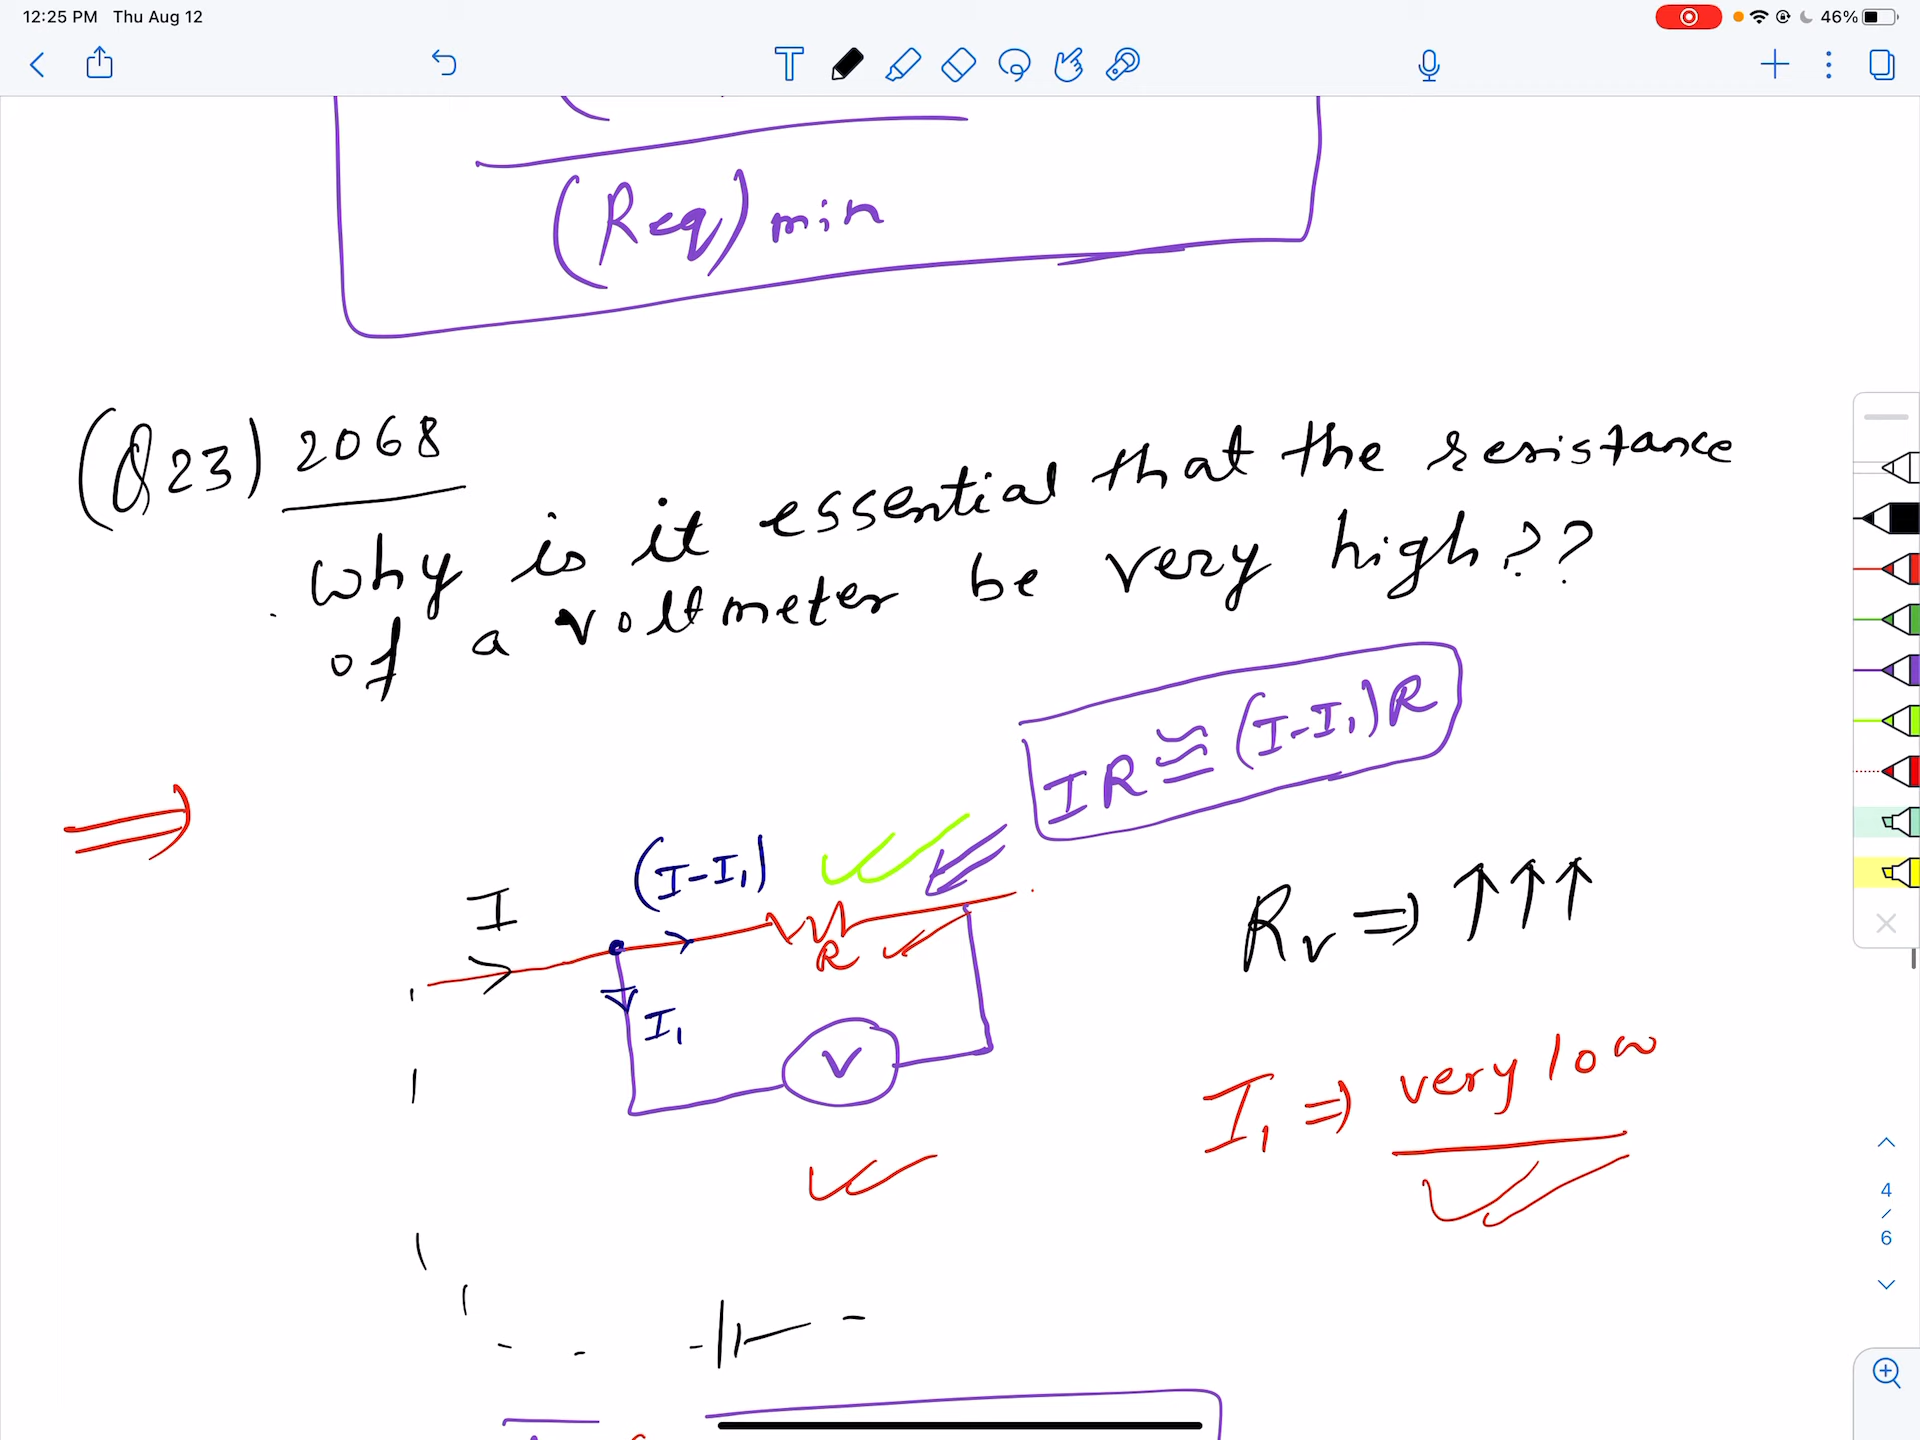 12:25 PM Thu Aug 12
46%
(Req) min
(Q23) 2068
Why is it essential that the resistance
of a voltmeter be very high??
IR ≅ (I-I₁)R
(I-I₁)
I
R
I₁
V
Rv ⇒ ↑↑↑
I₁ ⇒ very low
4
/
6